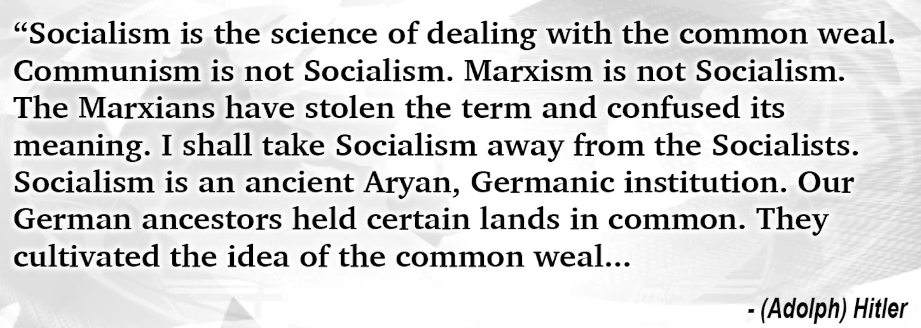 “Socialism is the science of dealing with the common weal.
Communism is not Socialism. Marxism is not Socialism.
The Marxians have stolen the term and confused its
meaning. I shall take Socialism away from the Socialists.
Socialism is an ancient Aryan, Germanic institution. Our
German ancestors held certain lands in common. They
cultivated the idea of the common weal...
- (Adolph) Hitler